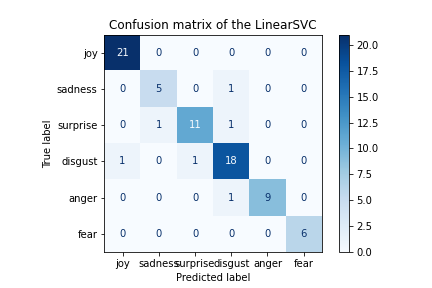 Confusion matrix of the LinearSVC
joy 21 0 0 0 0 0
sadness 0 5 0 1 0 0
surprise 0 1 11 1 0 0
disgust 1 0 1 18 0 0
anger 0 0 0 1 9 0
fear 0 0 0 0 0 6
joy sadness surprise disgust anger fear
Predicted label
True label
20.0
17.5
15.0
12.5
10.0
7.5
5.0
2.5
0.0